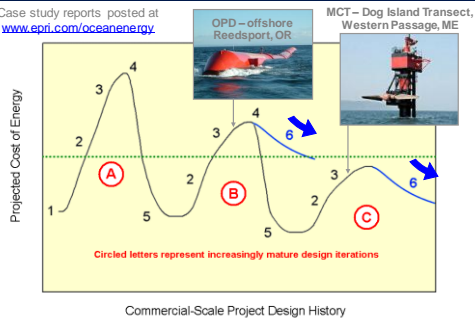 Case study reports posted at
www.epri.com/oceanenergy
OPD – offshore
Reedsport, OR
MCT – Dog Island Transect,
Western Passage, ME
Projected Cost of Energy
1
2
3
4
A
5
2
3
4
6
B
5
2
3
6
C
Circled letters represent increasingly mature design iterations
Commercial-Scale Project Design History